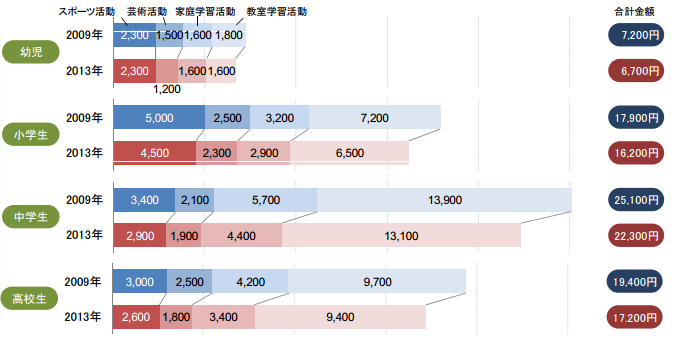 スポーツ活動 芸術活動 家庭学習活動 教室学習活動 合計金額
幼児
2009年 2,300 1,500 1,600 1,800 7,200円
2013年 2,300 1,200 1,600 1,600 6,700円
小学生
2009年 5,000 2,500 3,200 7,200 17,900円
2013年 4,500 2,300 2,900 6,500 16,200円
中学生
2009年 3,400 2,100 5,700 13,900 25,100円
2013年 2,900 1,900 4,400 13,100 22,300円
高校生
2009年 3,000 2,500 4,200 9,700 19,400円
2013年 2,600 1,800 3,400 9,400 17,200円